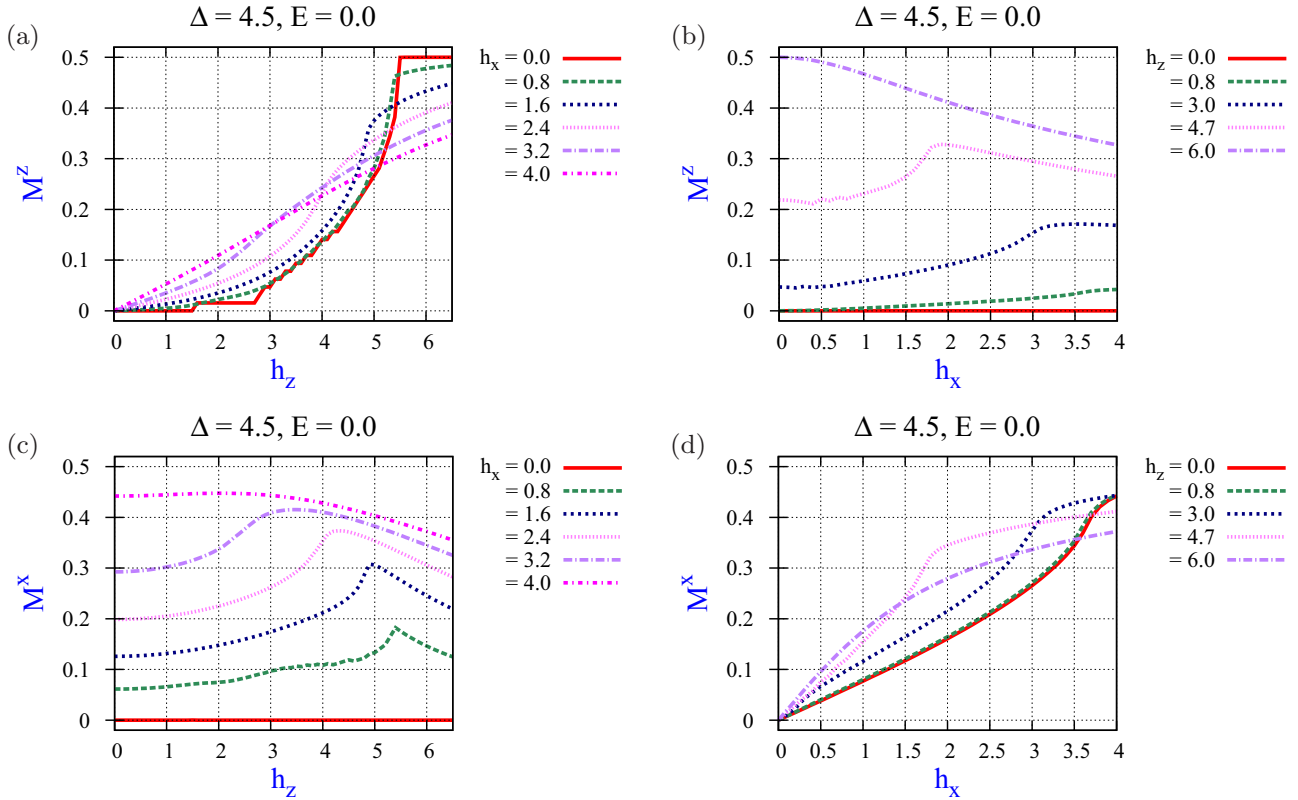 (a)
Δ = 4.5, E = 0.0
M^z
0.5
0.4
0.3
0.2
0.1
0
0 1 2 3 4 5 6
h_z
h_x = 0.0
= 0.8
= 1.6
= 2.4
= 3.2
= 4.0
(b)
Δ = 4.5, E = 0.0
M^z
0.5
0.4
0.3
0.2
0.1
0
0 0.5 1 1.5 2 2.5 3 3.5 4
h_x
h_z = 0.0
= 0.8
= 3.0
= 4.7
= 6.0
(c)
Δ = 4.5, E = 0.0
M^x
0.5
0.4
0.3
0.2
0.1
0
0 1 2 3 4 5 6
h_z
h_x = 0.0
= 0.8
= 1.6
= 2.4
= 3.2
= 4.0
(d)
Δ = 4.5, E = 0.0
M^x
0.5
0.4
0.3
0.2
0.1
0
0 0.5 1 1.5 2 2.5 3 3.5 4
h_x
h_z = 0.0
= 0.8
= 3.0
= 4.7
= 6.0